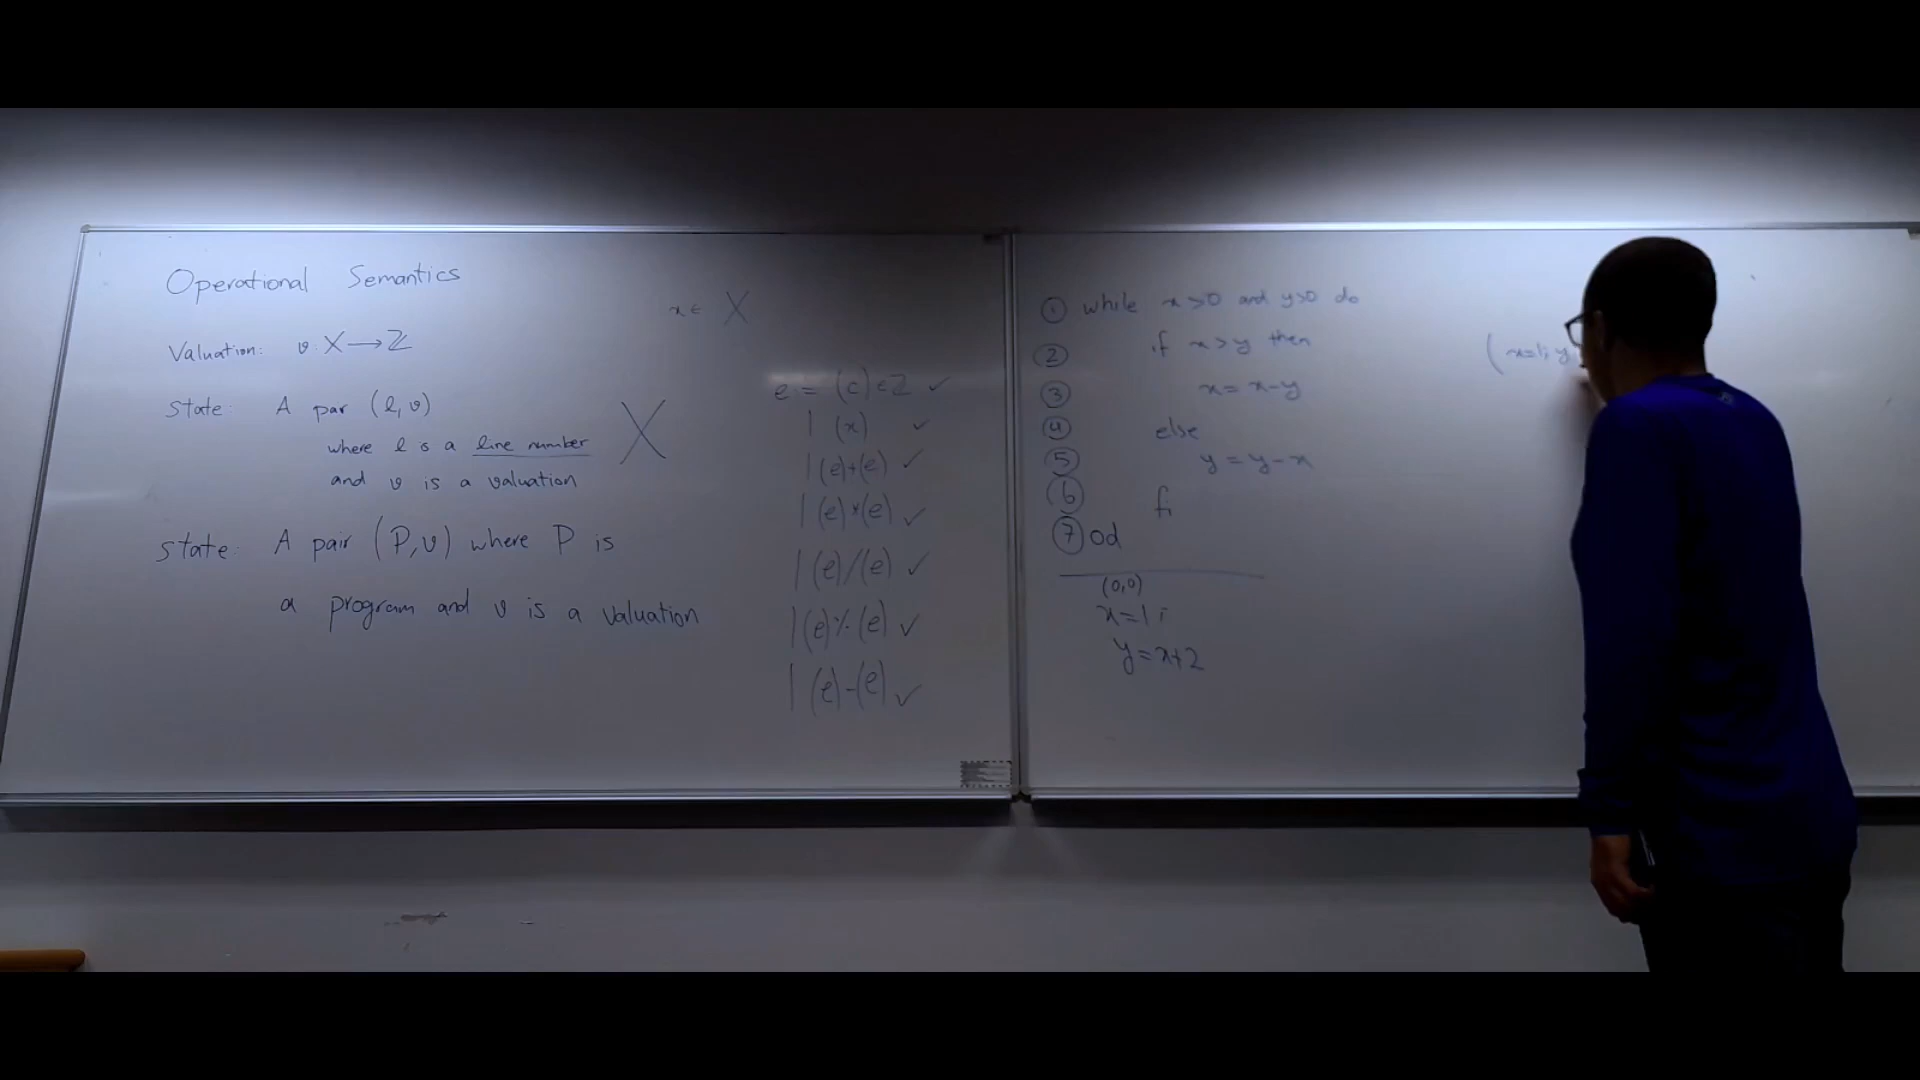 Operational Semantics
x ∈ X
Valuation: v: X → ℤ
State: A par (l, v)
where l is a line number
and v is a valuation
X
State: A pair (P, v) where P is
a program and v is a valuation
e := (c) ∈ ℤ ✓
| (x) ✓
| (e)+(e) ✓
| (e)*(e) ✓
| (e)/(e) ✓
| (e)%(e) ✓
| (e)-(e) ✓
① while x>0 and y>0 do
② if x>y then
③ x = x-y
④ else
⑤ y = y-x
⑥ fi
⑦ od
(0,0)
x=1;
y=x+2
(x=1; y